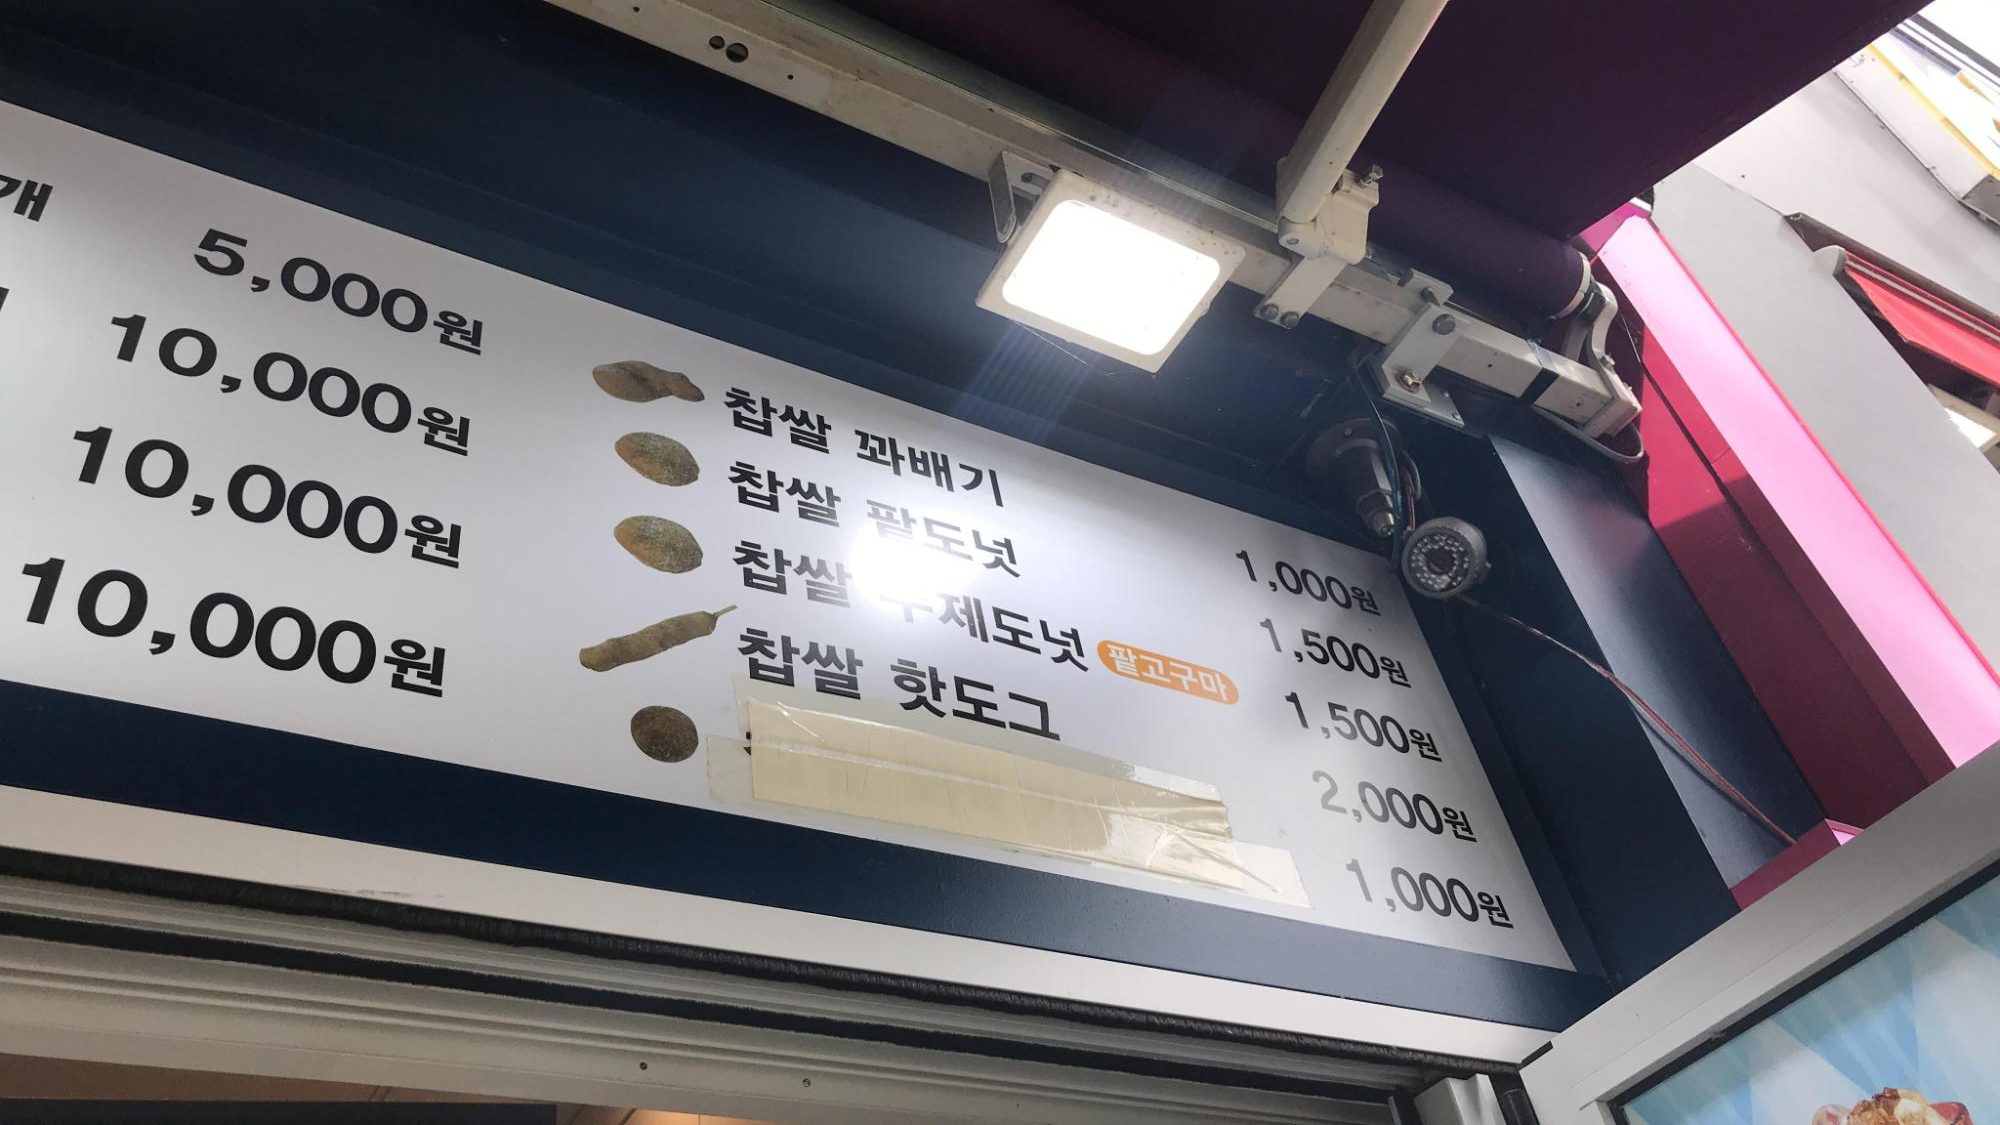 개 5,000원
10,000원
10,000원
10,000원
찹쌀 꽈배기 1,000원
찹쌀 팥도넛 1,500원
찹쌀 제도넛 팥고구마 1,500원
찹쌀 핫도그 2,000원
1,000원